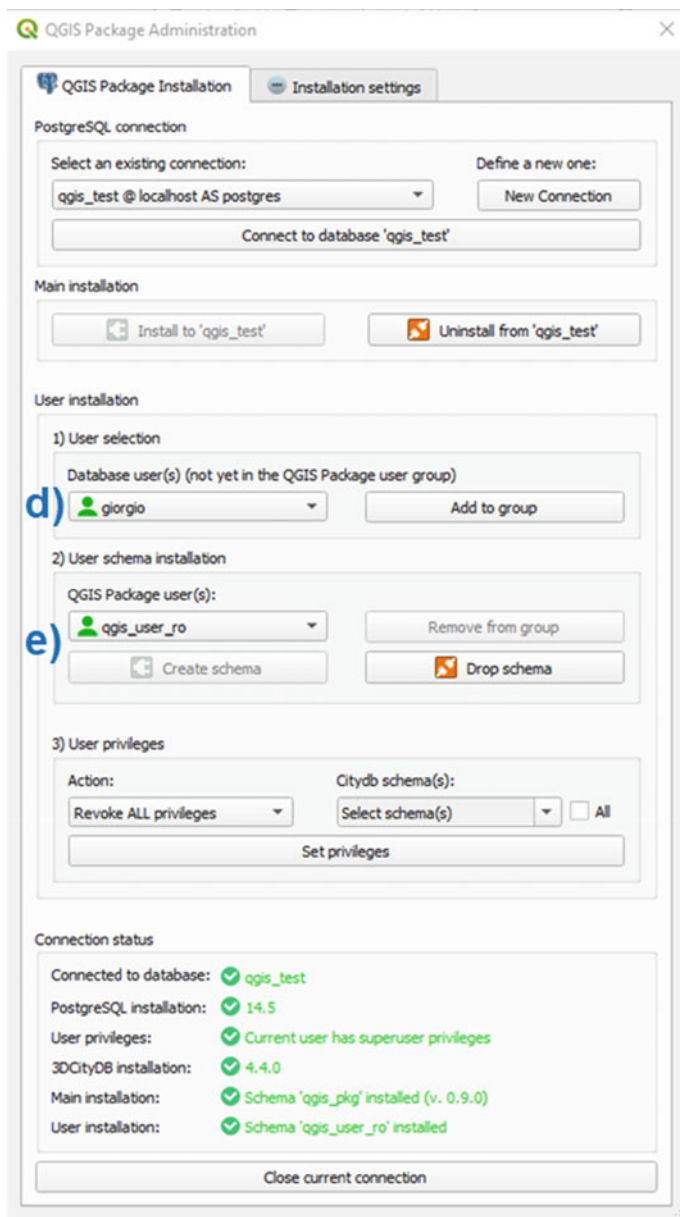 QGIS Package Administration
QGIS Package Installation
Installation settings
PostgreSQL connection
Select an existing connection:
Define a new one:
qgis_test @ localhost AS postgres
New Connection
Connect to database 'qgis_test'
Main installation
Install to 'qgis_test'
Uninstall from 'qgis_test'
User installation
1) User selection
Database user(s) (not yet in the QGIS Package user group)
d)
giorgio
Add to group
2) User schema installation
QGIS Package user(s):
e)
qgis_user_ro
Remove from group
Create schema
Drop schema
3) User privileges
Action:
Citydb schema(s):
Revoke ALL privileges
Select schema(s)
All
Set privileges
Connection status
Connected to database: qgis_test
PostgreSQL installation: 14.5
User privileges: Current user has superuser privileges
3DCityDB installation: 4.4.0
Main installation: Schema 'qgis_pkg' installed (v. 0.9.0)
User installation: Schema 'qgis_user_ro' installed
Close current connection